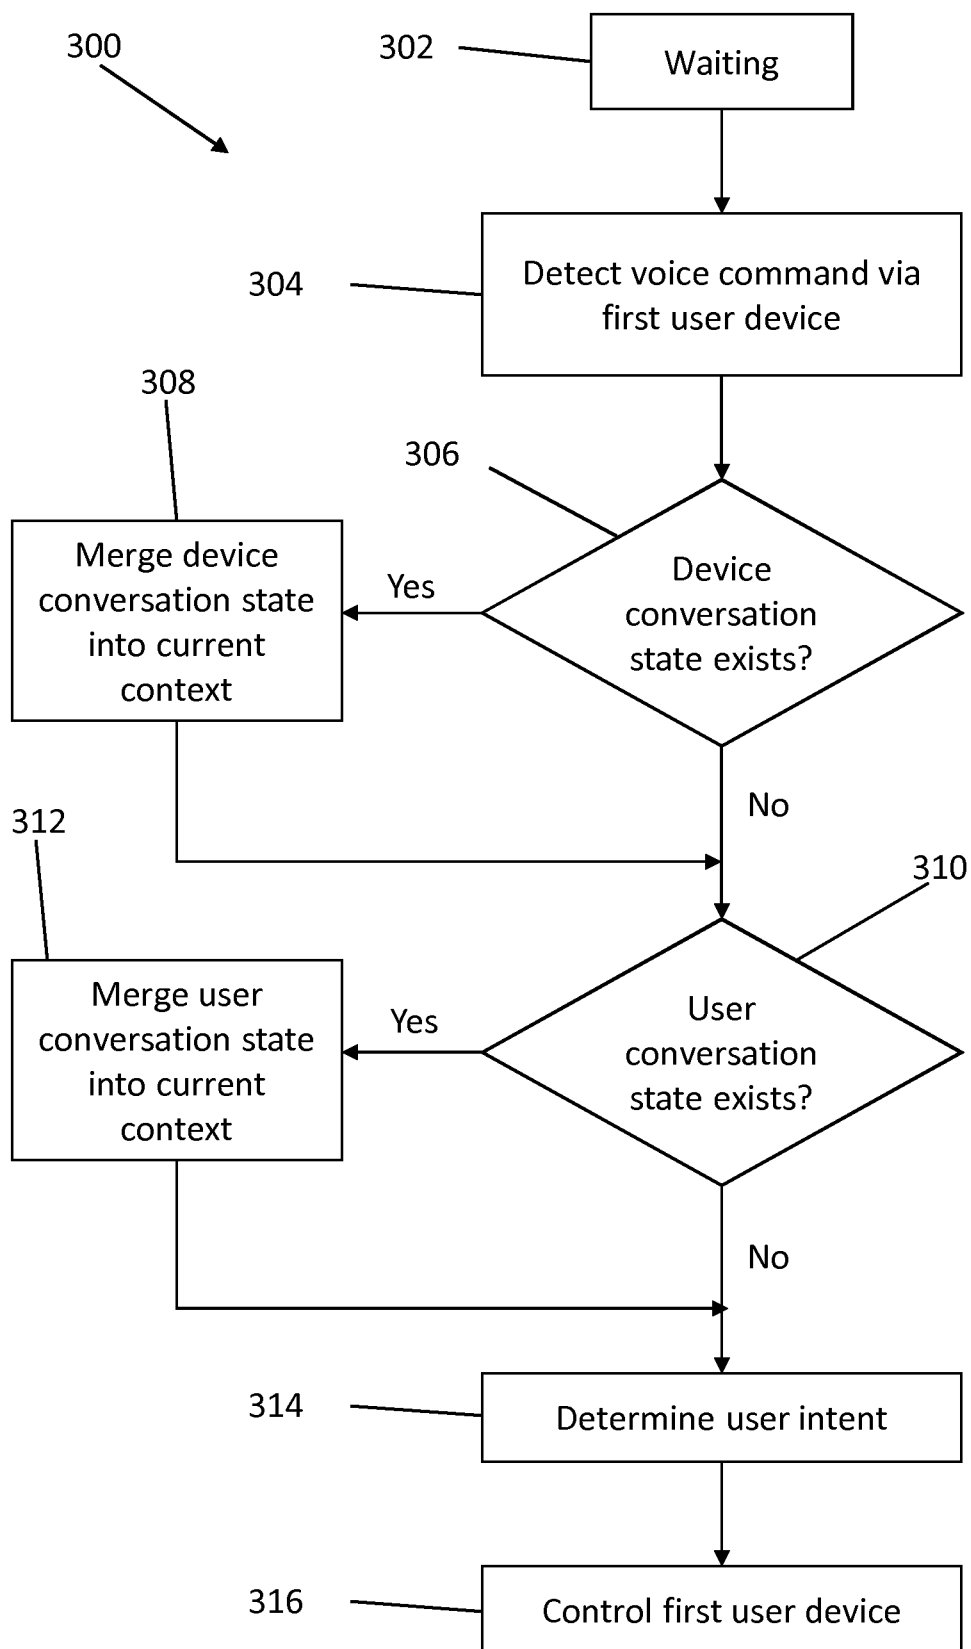 300
302
Waiting
304
Detect voice command via
first user device
308
306
Merge device
conversation state
into current
context
Yes
Device
conversation
state exists?
No
312
310
Merge user
conversation state
into current
context
Yes
User
conversation
state exists?
No
314
Determine user intent
316
Control first user device